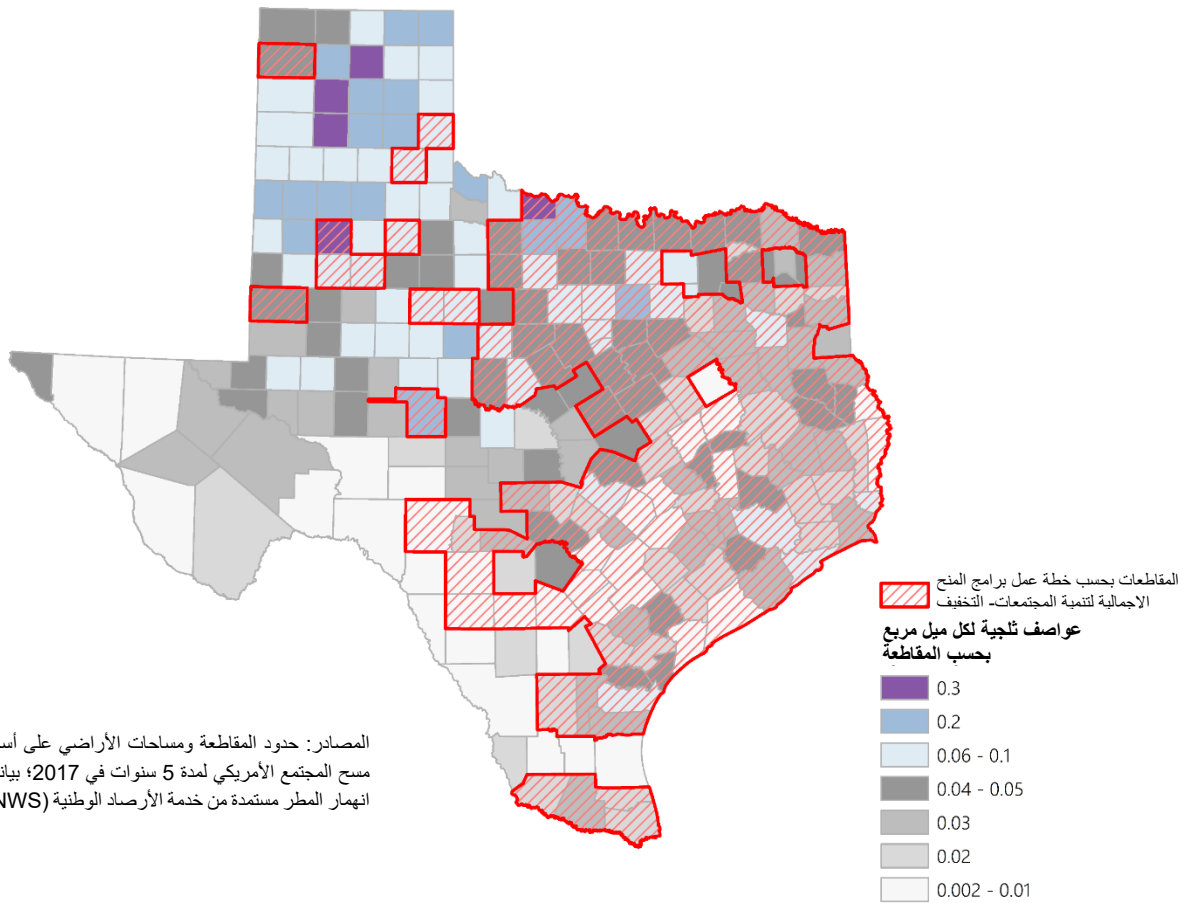 المقاطعات بحسب خطة عمل برامج المنح
الاجمالية لتنمية المجتمعات- التخفيف
عواصف ثلجية لكل ميل مربع
بحسب المقاطعة
0.3
0.2
0.06 - 0.1
0.04 - 0.05
0.03
0.02
0.002 - 0.01
المصادر: حدود المقاطعة ومساحات الأراضي على
مسح المجتمع الأمريكي لمدة 5 سنوات في 2017؛
انهمار المطر مستمدة من خدمة الأرصاد الوطنية (NWS